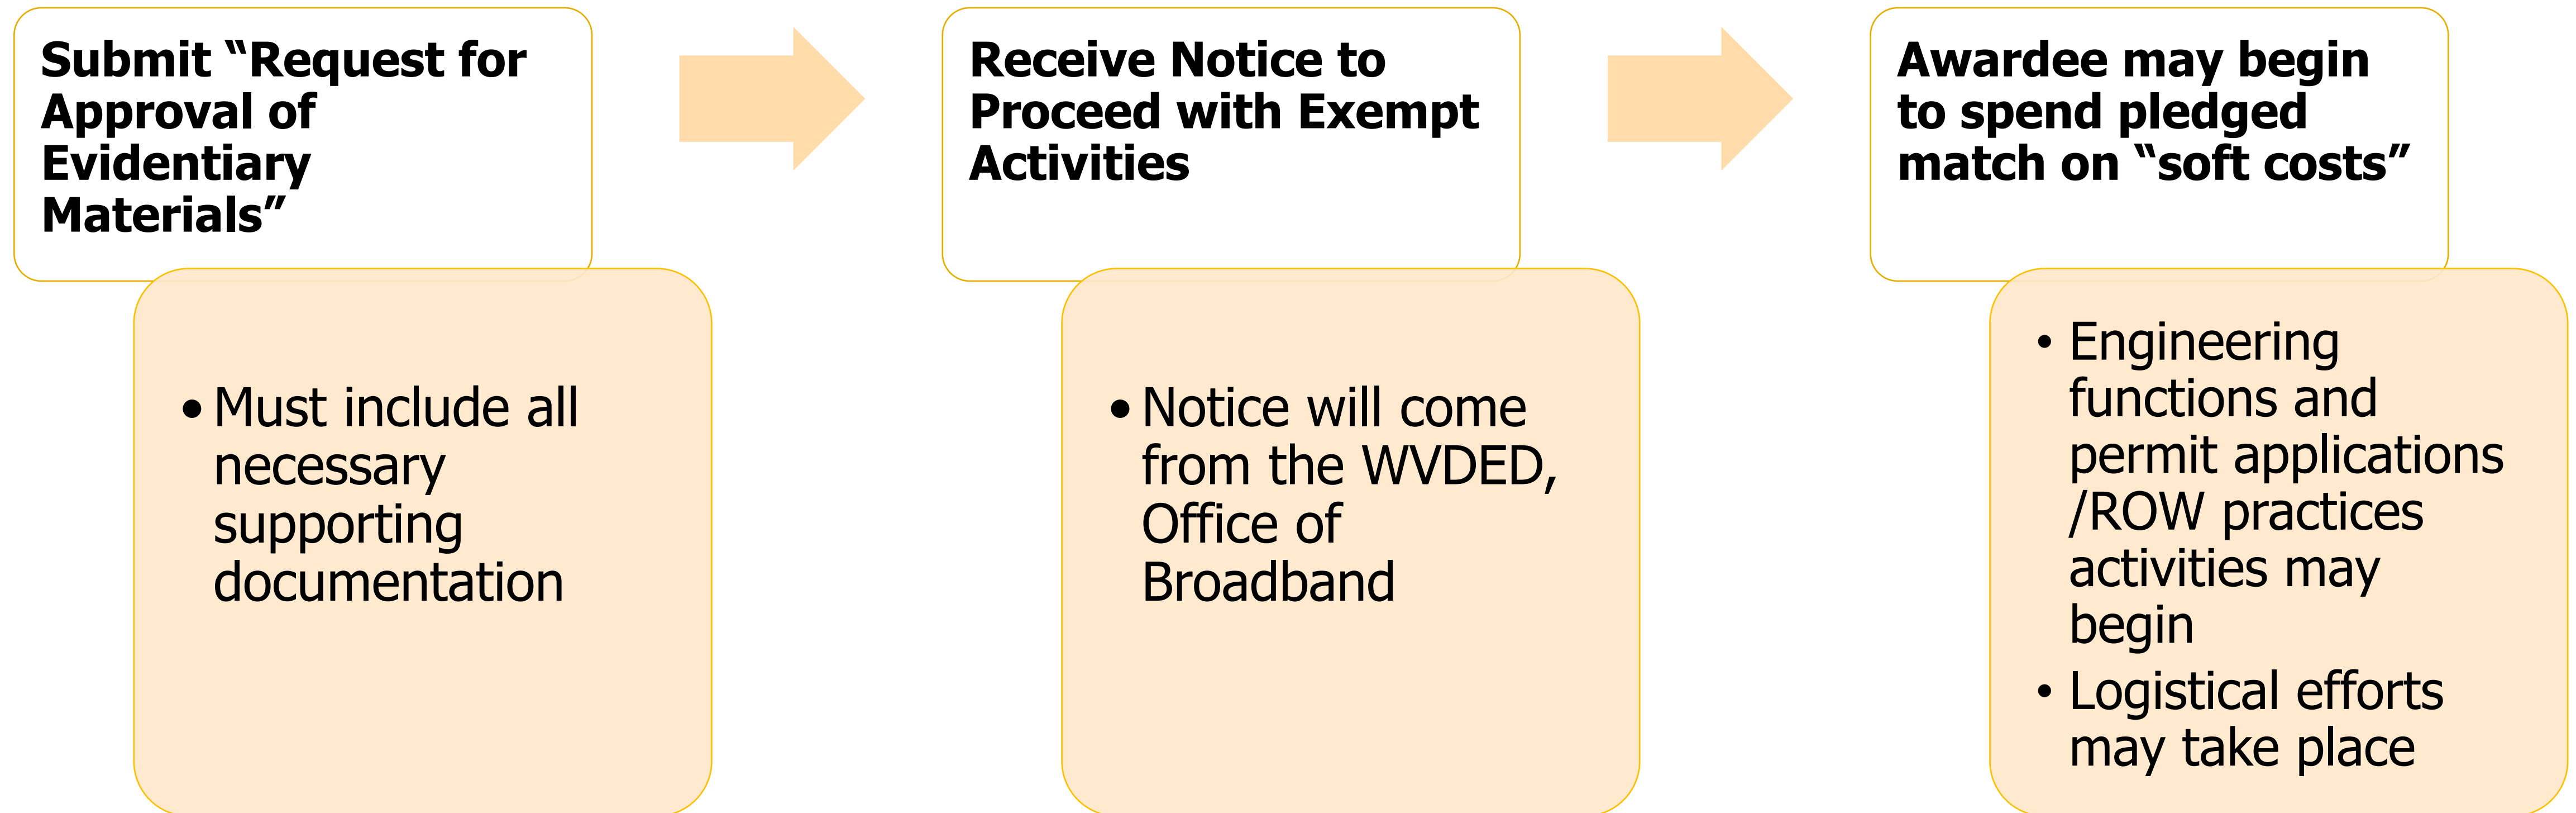 Submit “Request for
Approval of
Evidentiary
Materials”
• Must include all
necessary
supporting
documentation
Receive Notice to
Proceed with Exempt
Activities
• Notice will come
from the WVDED,
Office of
Broadband
Awardee may begin
to spend pledged
match on “soft costs”
• Engineering
functions and
permit applications
/ROW practices
activities may
begin
• Logistical efforts
may take place